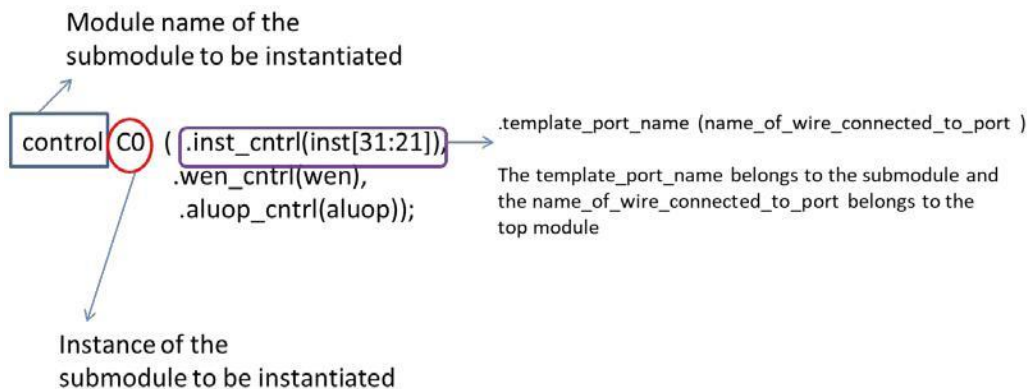 Module name of the
submodule to be instantiated
control C0 ( .inst_cntrl(inst[31:21]),
.wen_cntrl(wen),
.aluop_cntrl(aluop));
.template_port_name (name_of_wire_connected_to_port )
The template_port_name belongs to the submodule and
the name_of_wire_connected_to_port belongs to the
top module
Instance of the
submodule to be instantiated